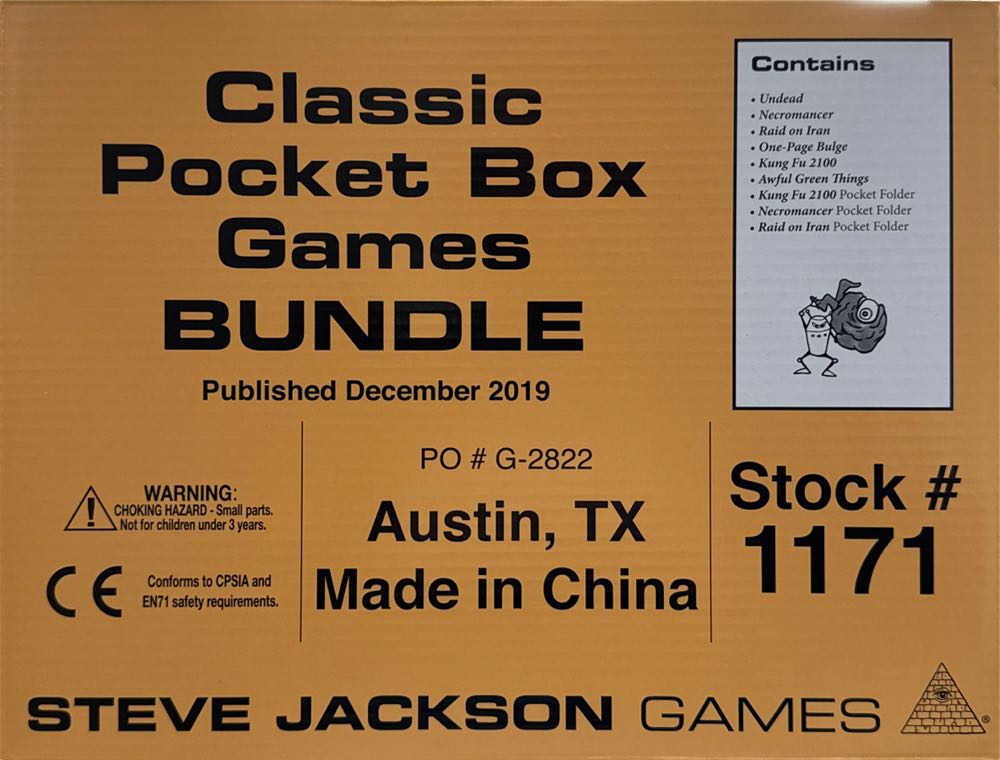 Classic
Pocket Box
Games
BUNDLE
Published December 2019
Contains
• Undead
• Necromancer
• Raid on Iran
• One-Page Bulge
• Kung Fu 2100
• Awful Green Things
• Kung Fu 2100 Pocket Folder
• Necromancer Pocket Folder
• Raid on Iran Pocket Folder
WARNING:
CHOKING HAZARD - Small parts.
Not for children under 3 years.
CE
Conforms to CPSIA and
EN71 safety requirements.
PO # G-2822
Austin, TX
Made in China
Stock #
1171
STEVE JACKSON GAMES
®